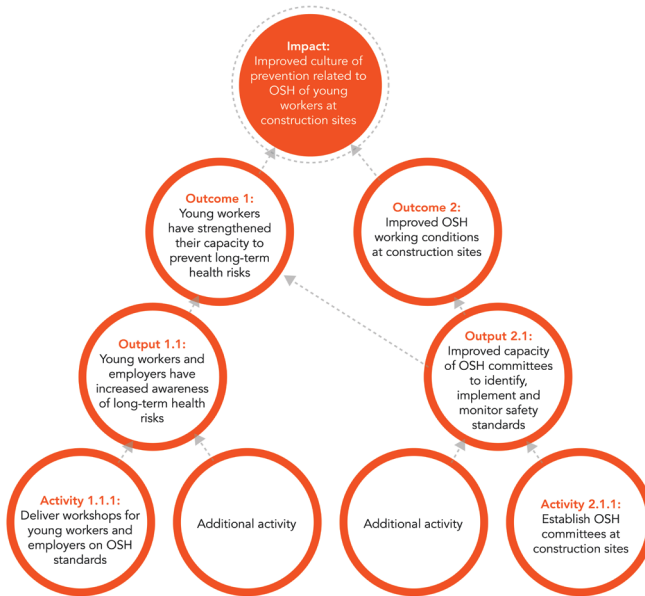 Impact:
Improved culture of
prevention related to
OSH of young
workers at
construction sites
Outcome 1:
Young workers
have strengthened
their capacity to
prevent long-term
health risks
Outcome 2:
Improved OSH
working conditions
at construction sites
Output 1.1:
Young workers and
employers have
increased awareness
of long-term health
risks
Output 2.1:
Improved capacity
of OSH committees
to identify,
implement and
monitor safety
standards
Activity 1.1.1:
Deliver workshops for
young workers and
employers on OSH
standards
Additional activity
Additional activity
Activity 2.1.1:
Establish OSH
committees at
construction sites